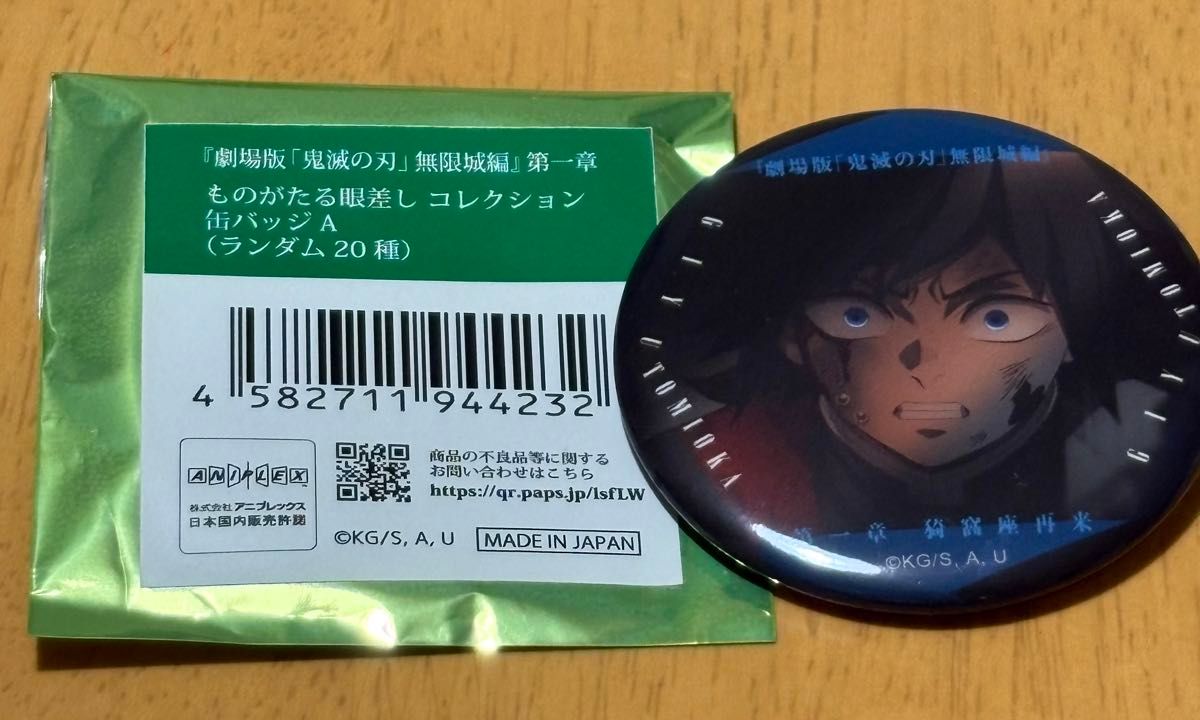 『劇場版「鬼滅の刃」無限城編』第一章
ものがたる眼差し コレクション
缶バッジ A
（ランダム 20 種）
4 582711 944232
ANIPLEX
株式会社 アニプレックス
日本国内販売許諾
商品の不良品等に関する
お問い合わせはこちら
https://qr.paps.jp/lsfLW
©KG/S, A, U
MADE IN JAPAN
『劇場版「鬼滅の刃」無限城編』
GIYU TOMIOKA
TOMIOKA GIYU
第一章 猗窩座再来
©KG/S, A, U